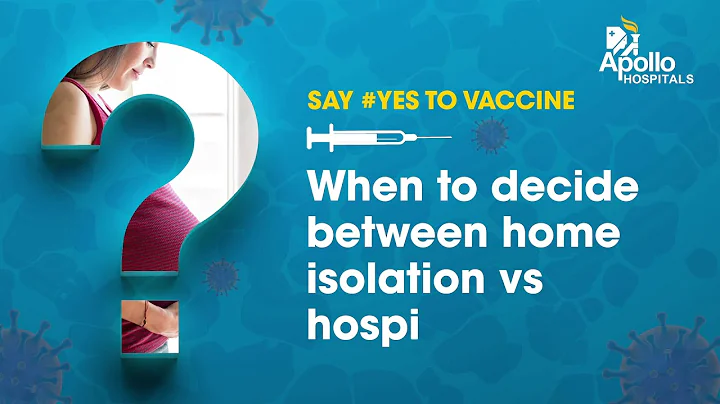 Apollo
HOSPITALS
SAY #YES TO VACCINE
When to decide
between home
isolation vs
hospi